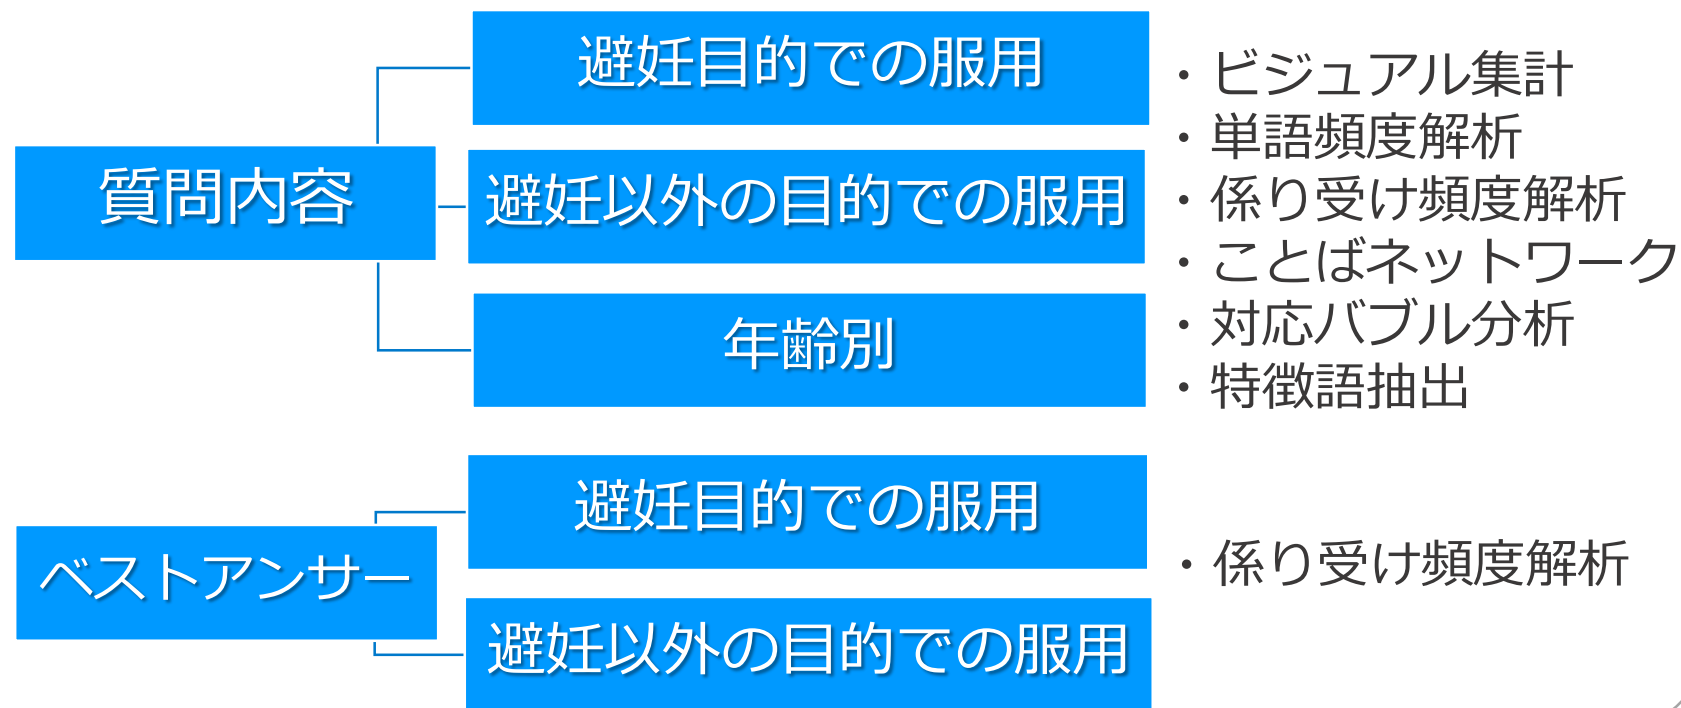 質問内容
避妊目的での服用
避妊以外の目的での服用
年齢別
・ビジュアル集計
・単語頻度解析
・係り受け頻度解析
・ことばネットワーク
・対応バブル分析
・特徴語抽出
ベストアンサー
避妊目的での服用
避妊以外の目的での服用
・係り受け頻度解析